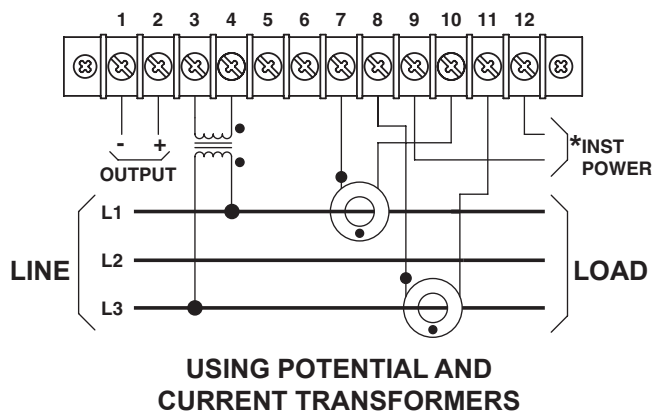 1 2 3 4 5 6 7 8 9 10 11 12
- +
OUTPUT
*INST
POWER
L1
LINE L2 LOAD
L3
USING POTENTIAL AND
CURRENT TRANSFORMERS